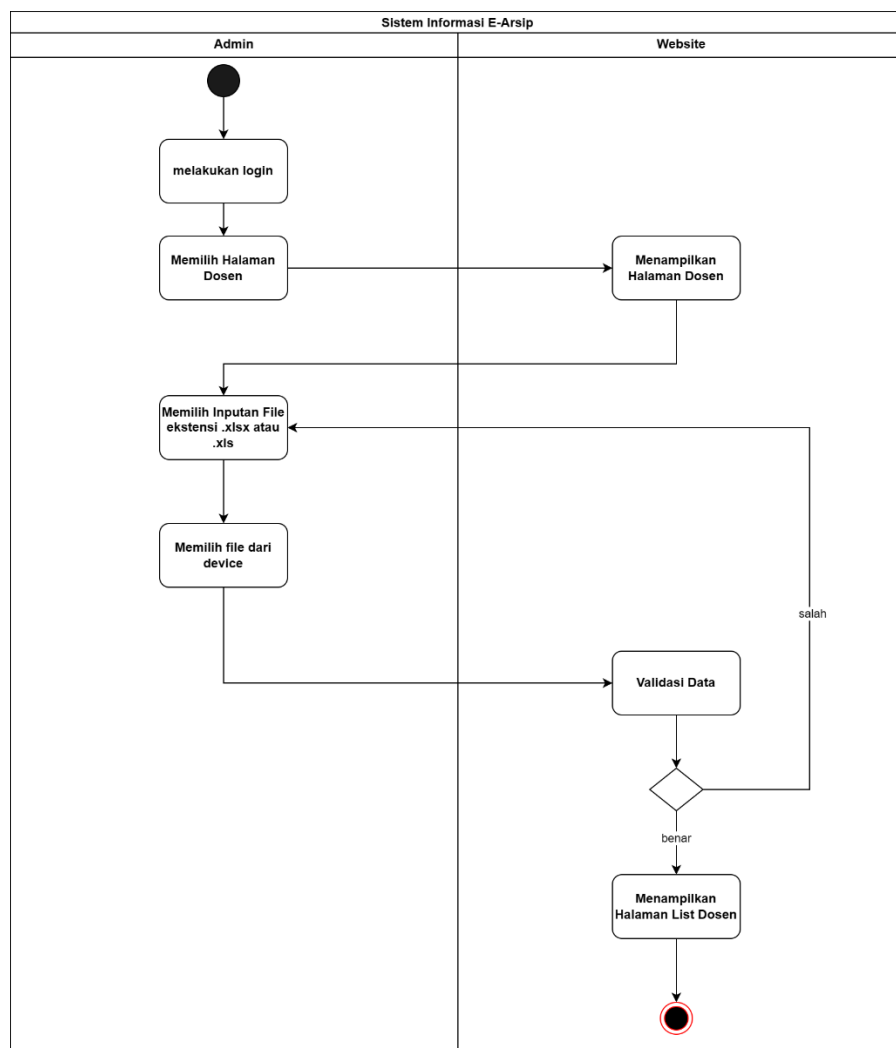 Sistem Informasi E-Arsip
Admin
Website
melakukan login
Memilih Halaman
Dosen
Menampilkan
Halaman Dosen
Memilih Inputan File
ekstensi .xlsx atau
.xls
Memilih file dari
device
salah
Validasi Data
benar
Menampilkan
Halaman List Dosen